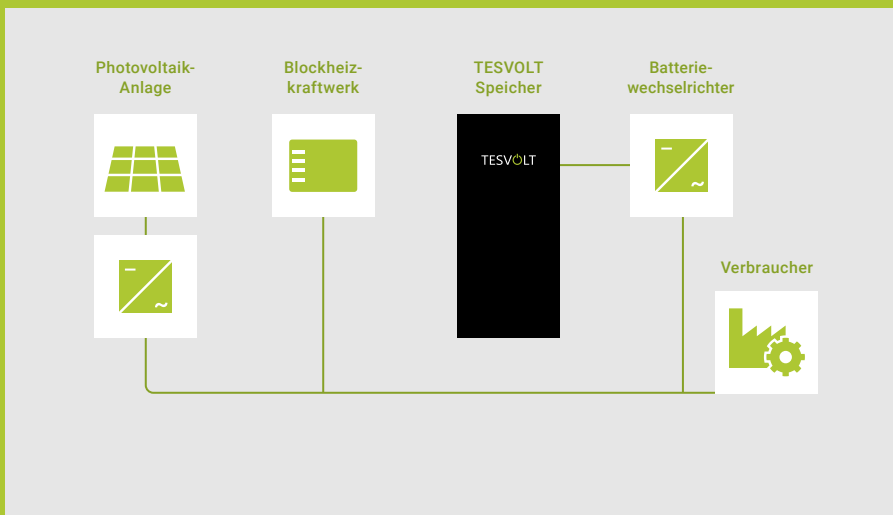 Photovoltaik-
Anlage
Blockheiz-
kraftwerk
TESVOLT
Speicher
Batterie-
wechselrichter
TESVOLT
Verbraucher